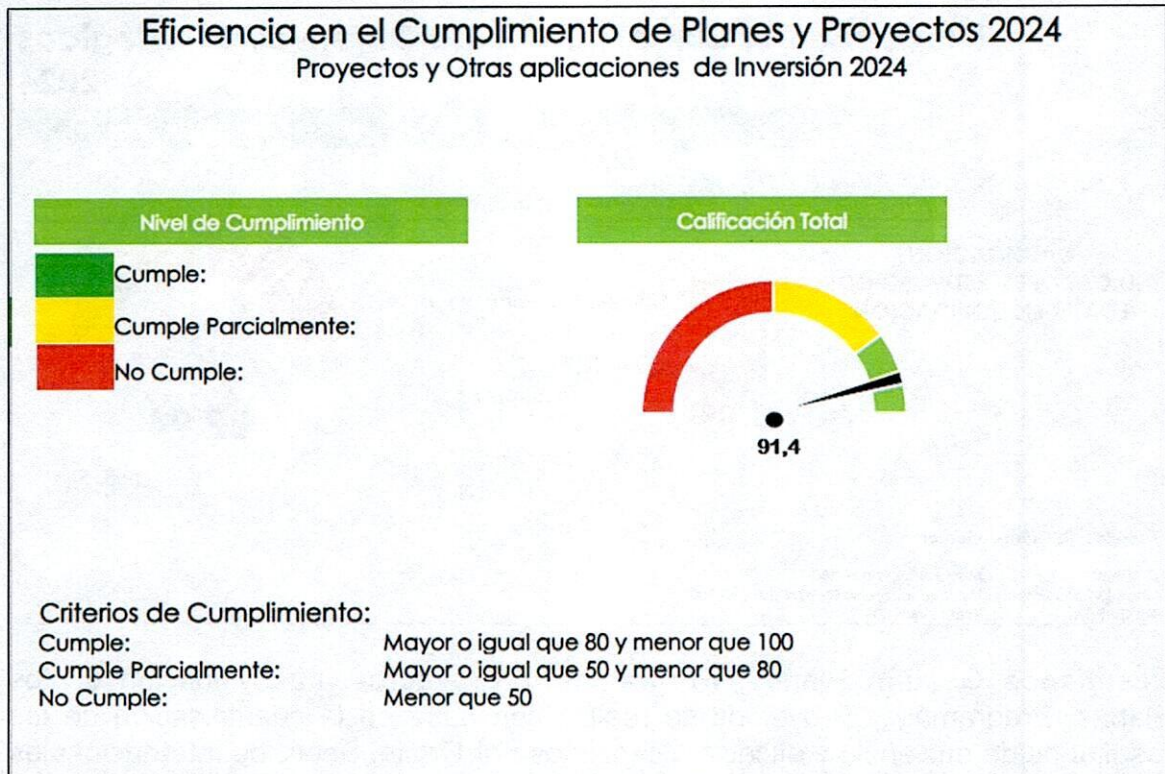 Eficiencia en el Cumplimiento de Planes y Proyectos 2024
Proyectos y Otras aplicaciones de Inversión 2024
Nivel de Cumplimiento
Cumple:
Cumple Parcialmente:
No Cumple:
Calificación Total
91,4
Criterios de Cumplimiento:
Cumple: Mayor o igual que 80 y menor que 100
Cumple Parcialmente: Mayor o igual que 50 y menor que 80
No Cumple: Menor que 50